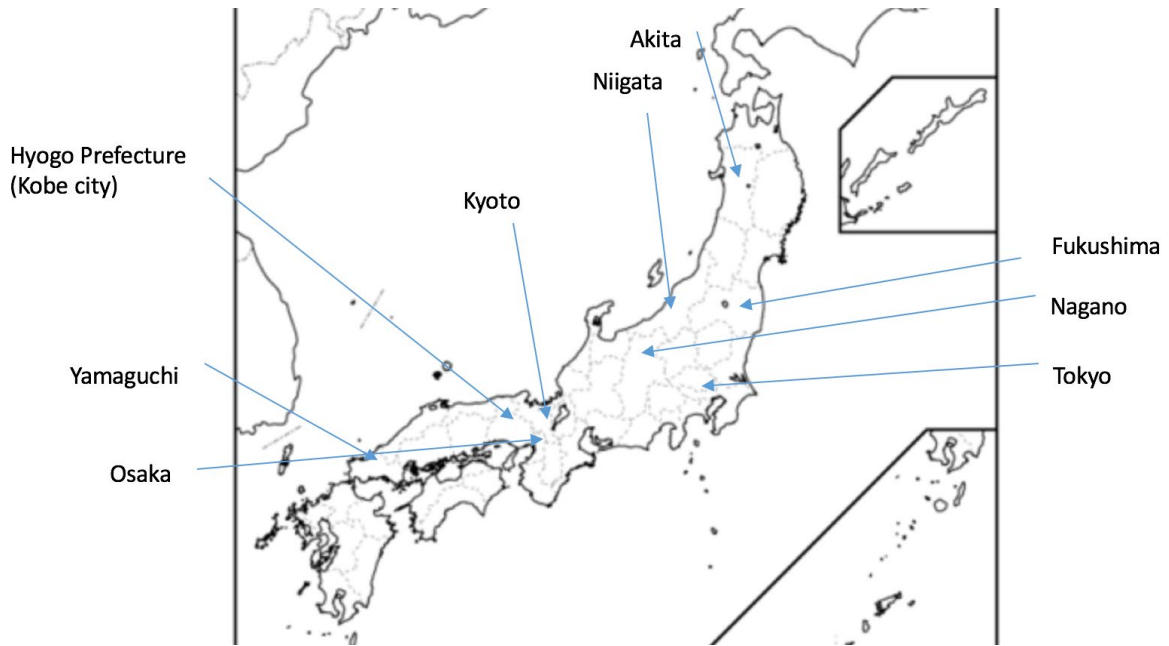 Akita
Niigata
Hyogo Prefecture
(Kobe city)
Kyoto
Fukushima
Nagano
Yamaguchi
Tokyo
Osaka